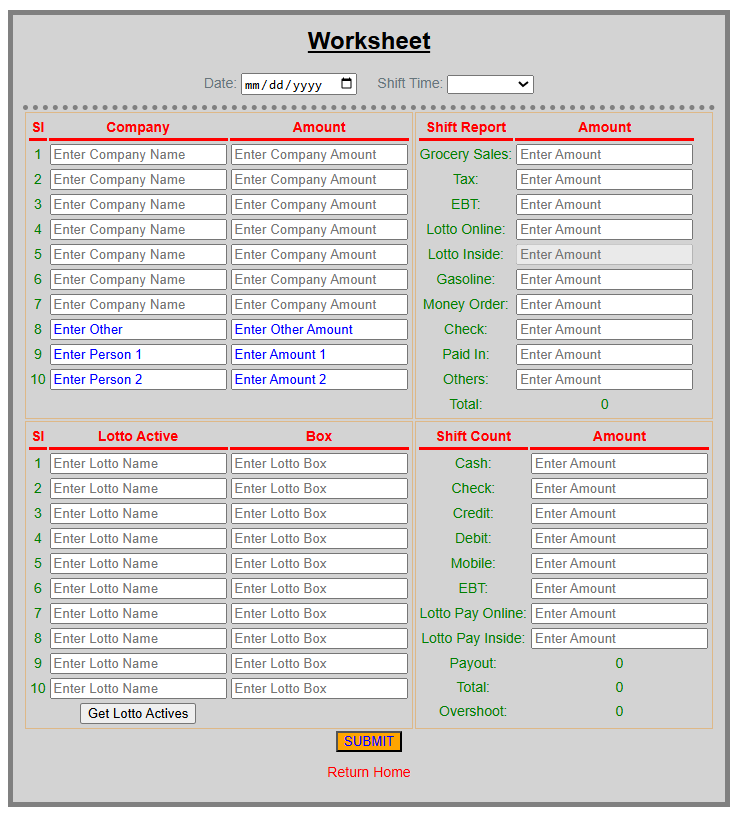 Worksheet
Date: mm/dd/yyyy Shift Time:
Sl Company Amount
1 Enter Company Name Enter Company Amount
2 Enter Company Name Enter Company Amount
3 Enter Company Name Enter Company Amount
4 Enter Company Name Enter Company Amount
5 Enter Company Name Enter Company Amount
6 Enter Company Name Enter Company Amount
7 Enter Company Name Enter Company Amount
8 Enter Other Enter Other Amount
9 Enter Person 1 Enter Amount 1
10 Enter Person 2 Enter Amount 2
Shift Report Amount
Grocery Sales: Enter Amount
Tax: Enter Amount
EBT: Enter Amount
Lotto Online: Enter Amount
Lotto Inside: Enter Amount
Gasoline: Enter Amount
Money Order: Enter Amount
Check: Enter Amount
Paid In: Enter Amount
Others: Enter Amount
Total: 0
Sl Lotto Active Box
1 Enter Lotto Name Enter Lotto Box
2 Enter Lotto Name Enter Lotto Box
3 Enter Lotto Name Enter Lotto Box
4 Enter Lotto Name Enter Lotto Box
5 Enter Lotto Name Enter Lotto Box
6 Enter Lotto Name Enter Lotto Box
7 Enter Lotto Name Enter Lotto Box
8 Enter Lotto Name Enter Lotto Box
9 Enter Lotto Name Enter Lotto Box
10 Enter Lotto Name Enter Lotto Box
Get Lotto Actives
Shift Count Amount
Cash: Enter Amount
Check: Enter Amount
Credit: Enter Amount
Debit: Enter Amount
Mobile: Enter Amount
EBT: Enter Amount
Lotto Pay Online: Enter Amount
Lotto Pay Inside: Enter Amount
Payout: 0
Total: 0
Overshoot: 0
SUBMIT
Return Home